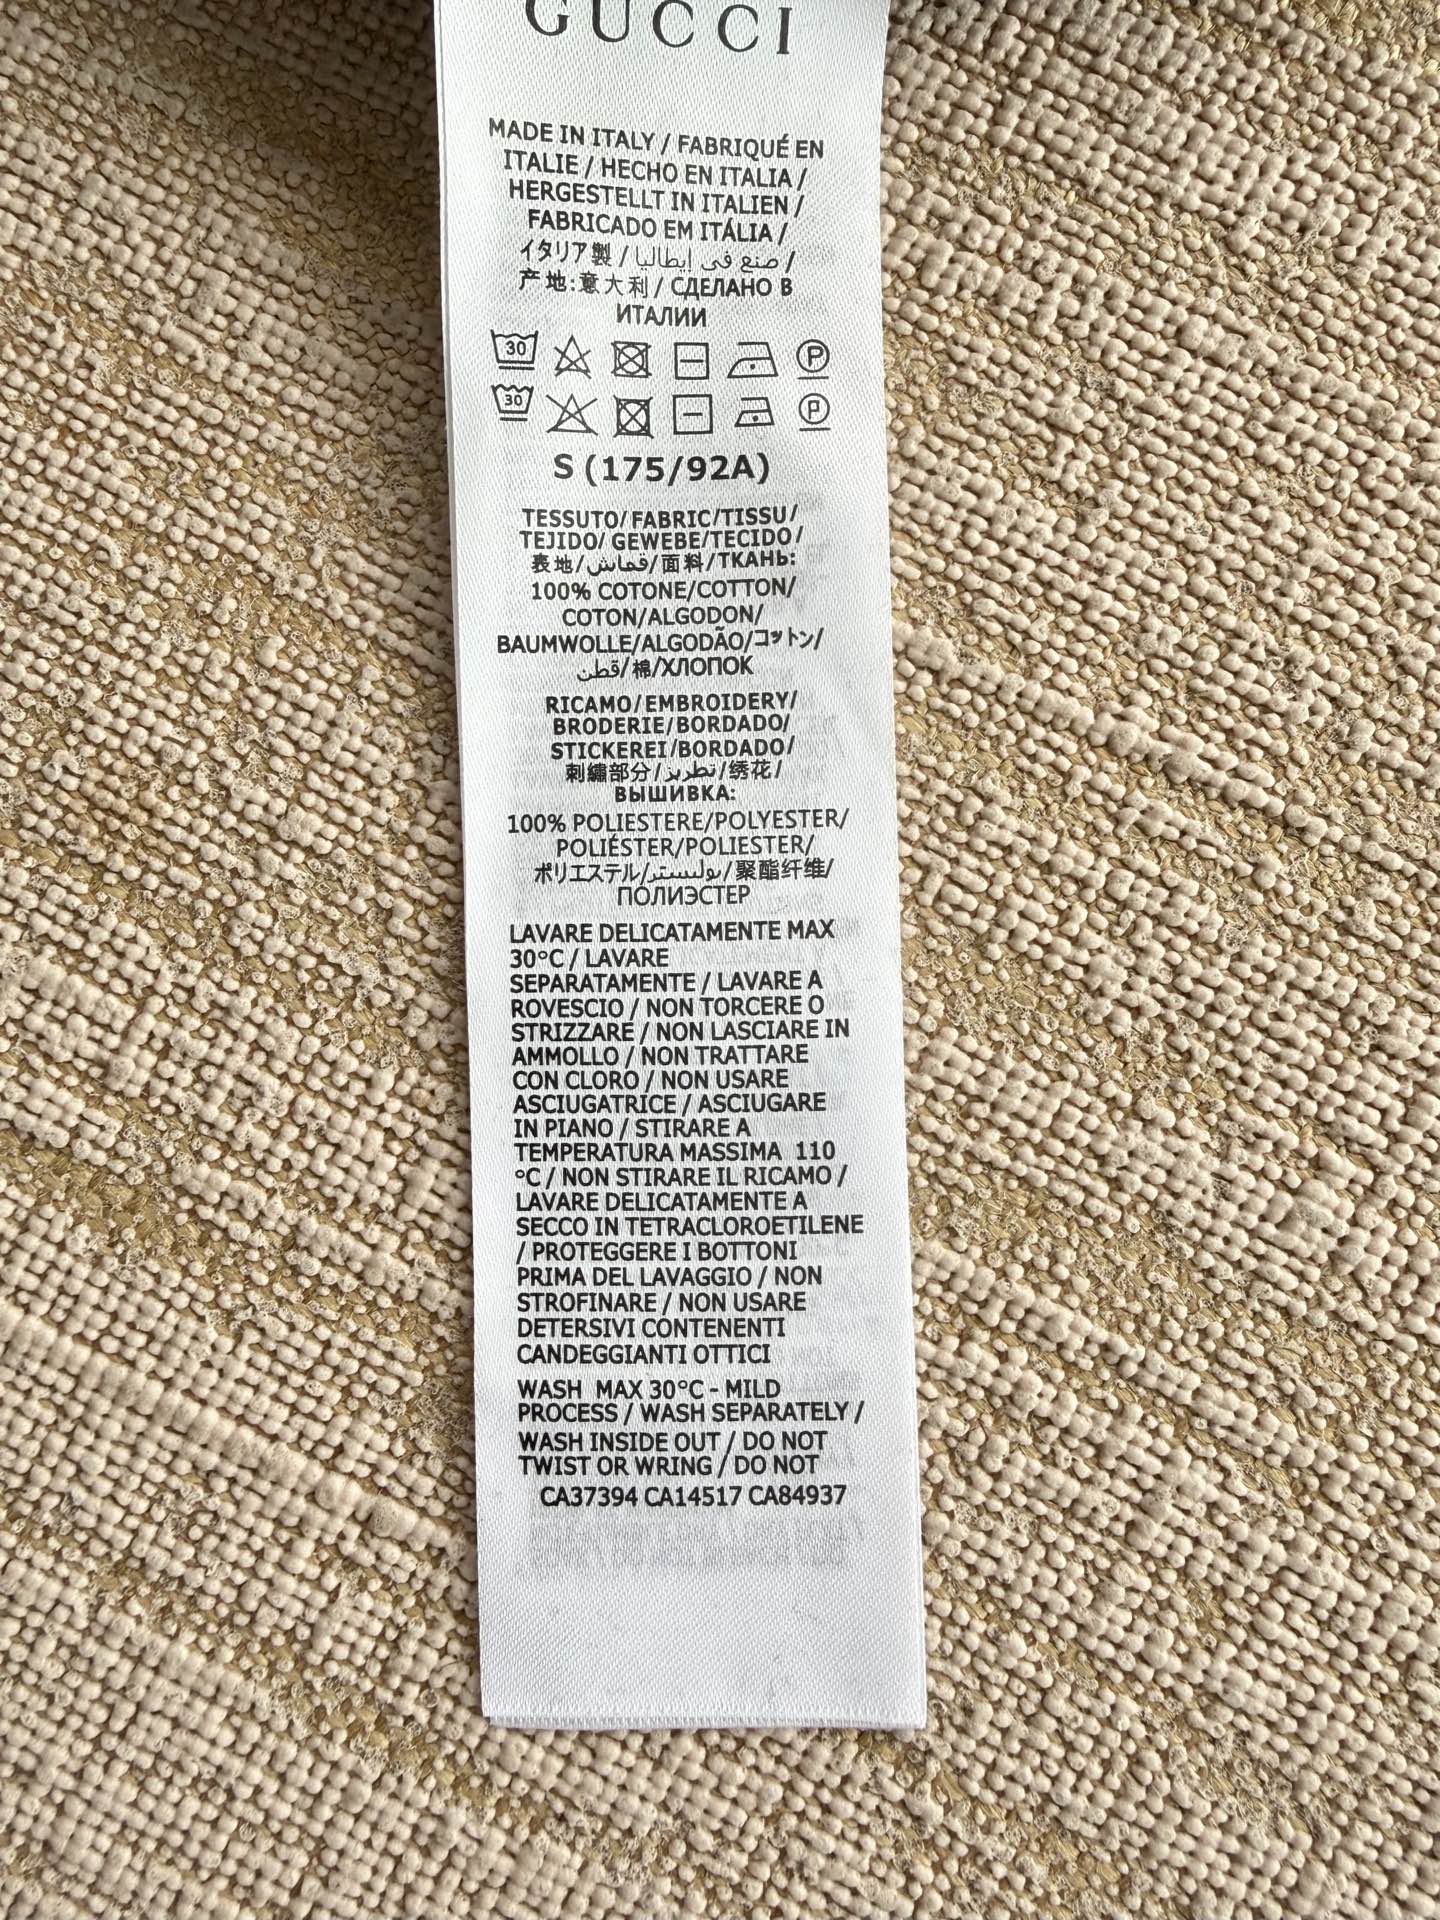 GUCCI
MADE IN ITALY / FABRIQUÉ EN
ITALIE / HECHO EN ITALIA /
HERGESTELLT IN ITALIEN /
FABRICADO EM ITÁLIA /
イタリア製 / صنع في إيطاليا /
产地:意大利 / СДЕЛАНО В
ИТАЛИИ
30 P
30 P
S (175/92A)
TESSUTO/FABRIC/TISSU/
TEJIDO/ GEWEBE/TECIDO/
表地/قماش/面料/ТКАНЬ:
100% COTONE/COTTON/
COTON/ALGODON/
BAUMWOLLE/ALGODÃO/コットン/
قطن/棉/ХЛОПОК
RICAMO/EMBROIDERY/
BRODERIE/BORDADO/
STICKEREI/BORDADO/
刺繡部分/تطريز/绣花/
ВЫШИВКА:
100% POLIESTERE/POLYESTER/
POLIÉSTER/POLIESTER/
ポリエステル/بوليستر/聚酯纤维/
ПОЛИЭСТЕР
LAVARE DELICATAMENTE MAX
30°C / LAVARE
SEPARATAMENTE / LAVARE A
ROVESCIO / NON TORCERE O
STRIZZARE / NON LASCIARE IN
AMMOLLO / NON TRATTARE
CON CLORO / NON USARE
ASCIUGATRICE / ASCIUGARE
IN PIANO / STIRARE A
TEMPERATURA MASSIMA 110
°C / NON STIRARE IL RICAMO /
LAVARE DELICATAMENTE A
SECCO IN TETRACLOROETILENE
/ PROTEGGERE I BOTTONI
PRIMA DEL LAVAGGIO / NON
STROFINARE / NON USARE
DETERSIVI CONTENENTI
CANDEGGIANTI OTTICI
WASH MAX 30°C - MILD
PROCESS / WASH SEPARATELY /
WASH INSIDE OUT / DO NOT
TWIST OR WRING / DO NOT
CA37394 CA14517 CA84937